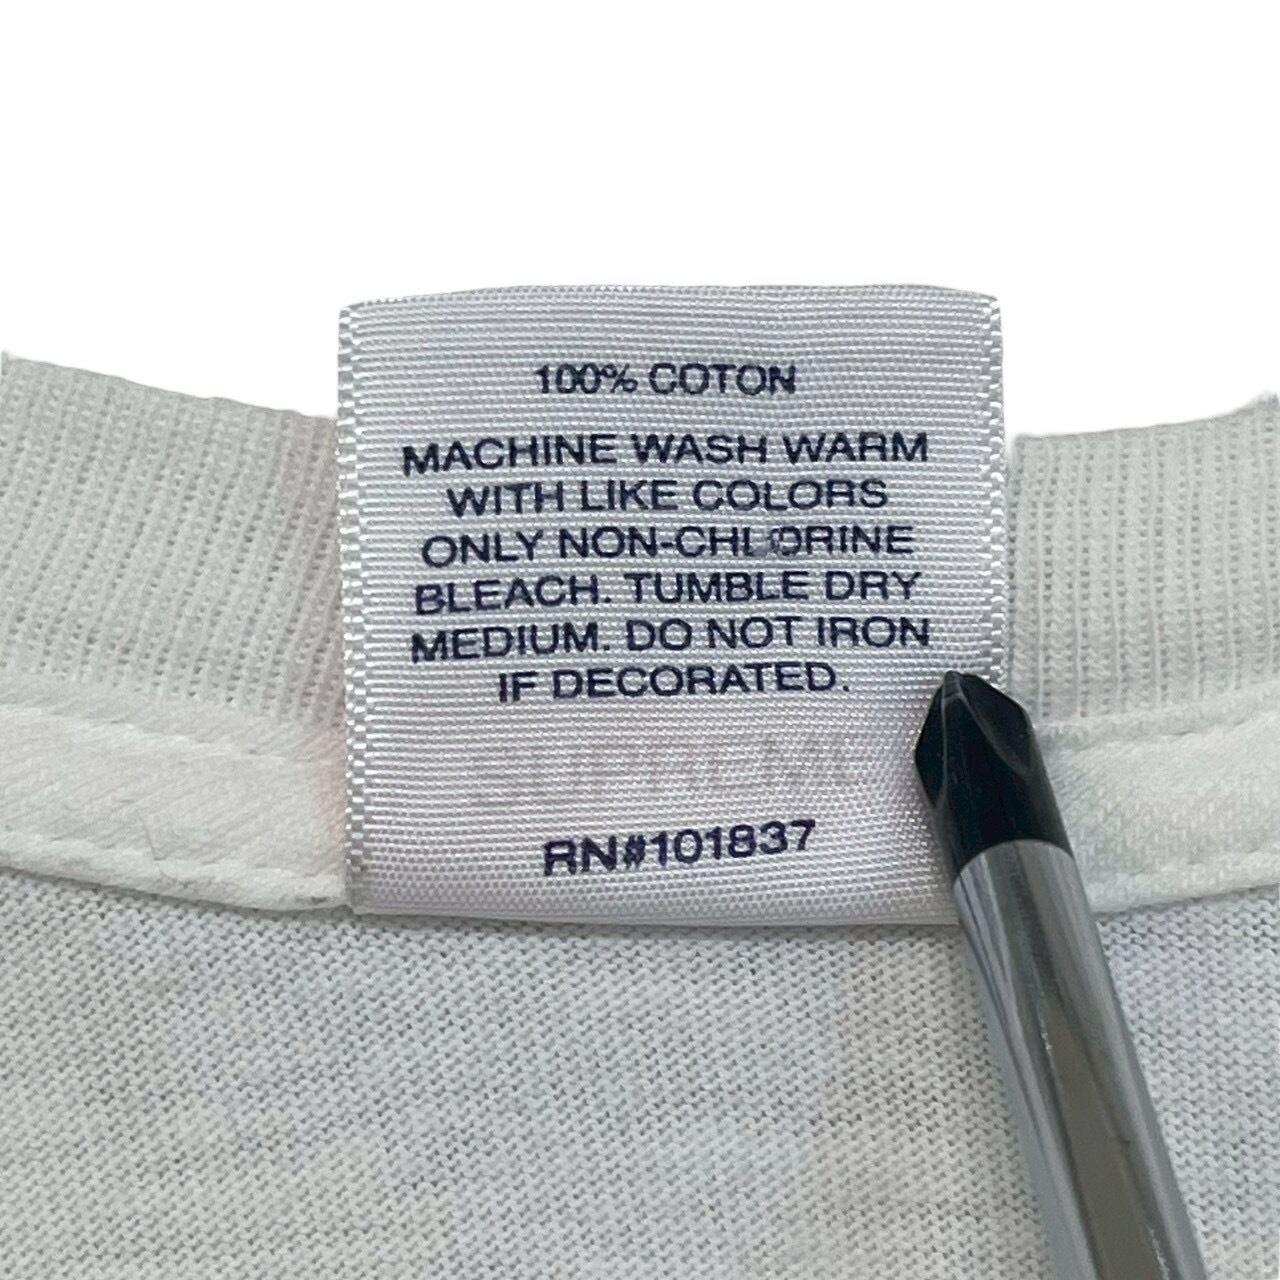 100% COTON
MACHINE WASH WARM
WITH LIKE COLORS
ONLY NON-CHLORINE
BLEACH. TUMBLE DRY
MEDIUM. DO NOT IRON
IF DECORATED.
RN#101837